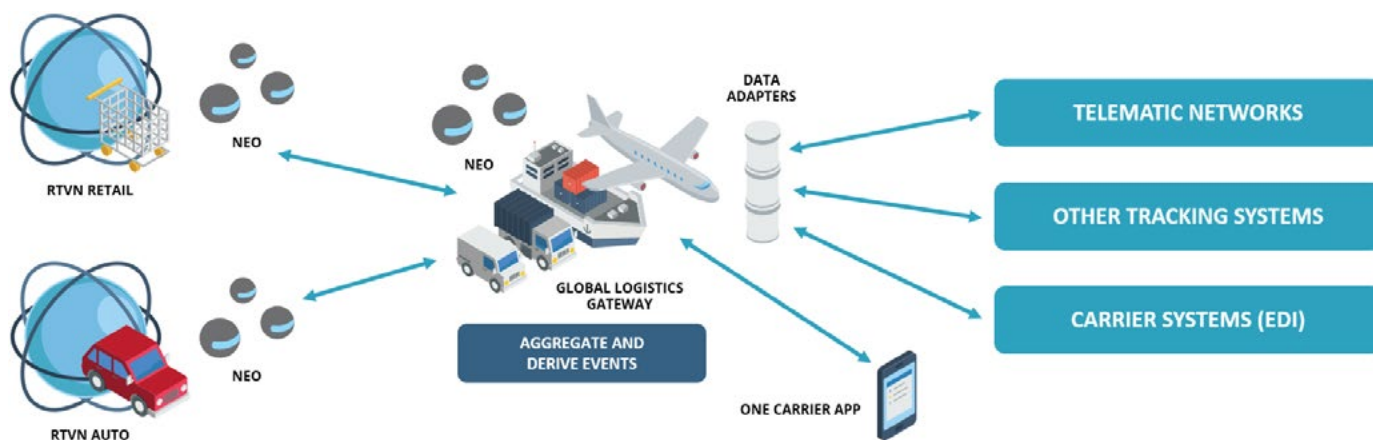 NEO
RTVN RETAIL
NEO
DATA
ADAPTERS
TELEMATIC NETWORKS
OTHER TRACKING SYSTEMS
CARRIER SYSTEMS (EDI)
GLOBAL LOGISTICS
GATEWAY
AGGREGATE AND
DERIVE EVENTS
NEO
RTVN AUTO
ONE CARRIER APP